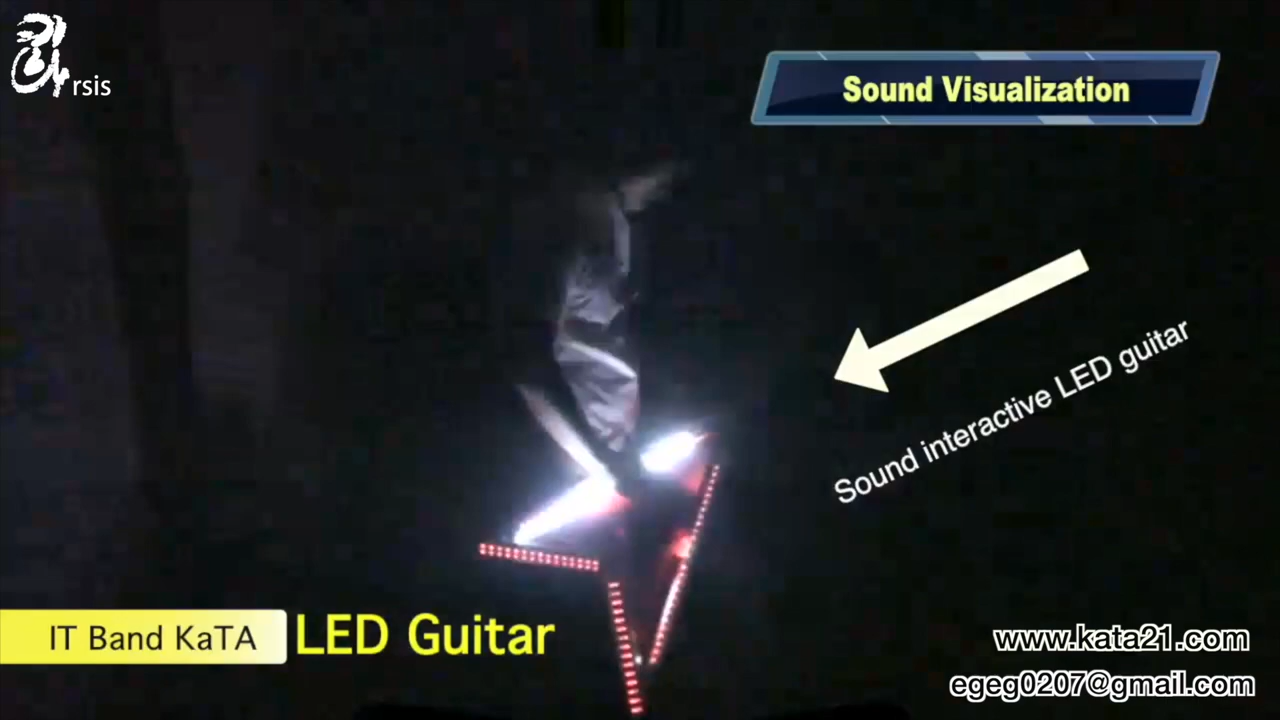 rsis
Sound Visualization
Sound interactive LED guitar
IT Band KaTA
LED Guitar
www.kata21.com
egeg0207@gmail.com